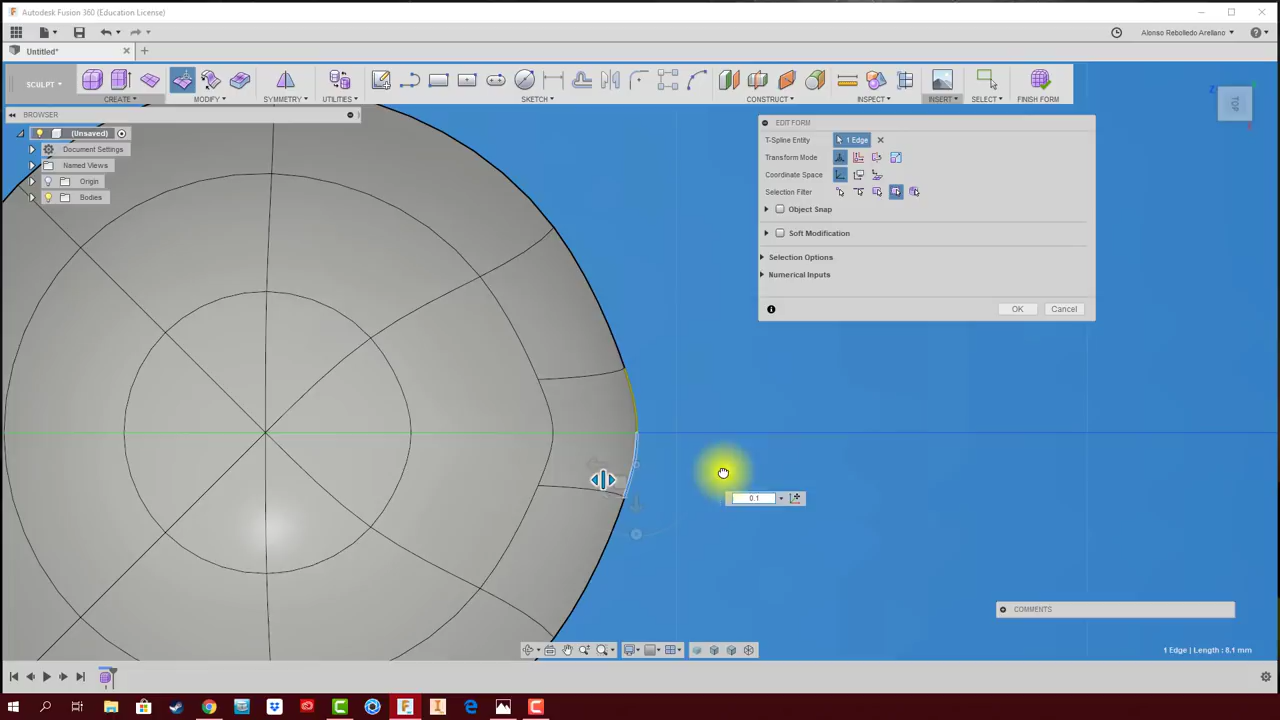 Autodesk Fusion 360 (Education License)
Alonso Rebolledo Arellano
Untitled*
SCULPT
CREATE
MODIFY
SYMMETRY
UTILITIES
SKETCH
CONSTRUCT
INSPECT
INSERT
SELECT
FINISH FORM
BROWSER
(Unsaved)
Document Settings
Named Views
Origin
Bodies
TOP
Z
EDIT FORM
T-Spline Entity
1 Edge
Transform Mode
Coordinate Space
Selection Filter
Object Snap
Soft Modification
Selection Options
Numerical Inputs
OK
Cancel
0.1
COMMENTS
1 Edge | Length : 8.1 mm